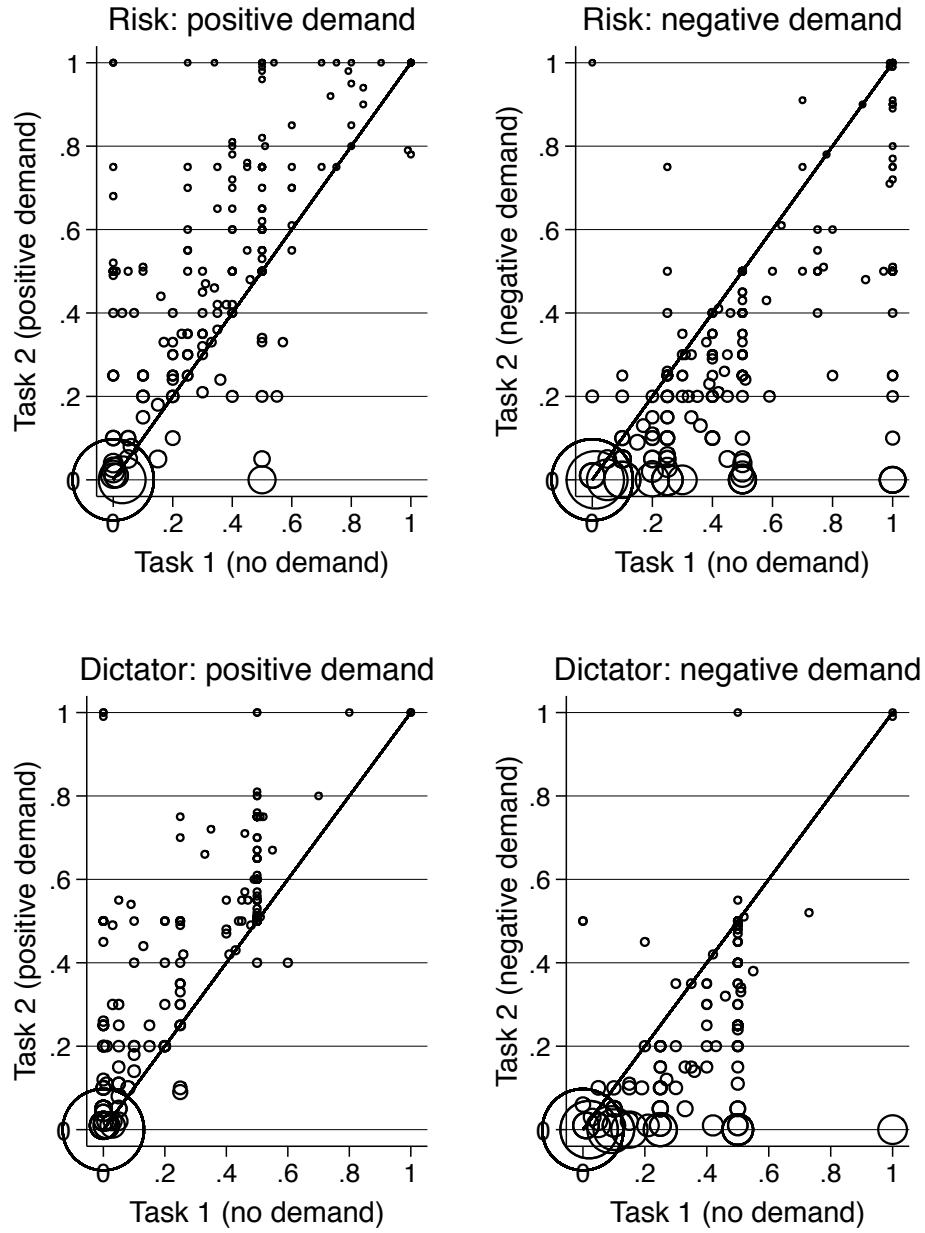 Risk: positive demand
Task 2 (positive demand)
1
.8
.6
.4
.2
0
0 .2 .4 .6 .8 1
Task 1 (no demand)
Risk: negative demand
Task 2 (negative demand)
1
.8
.6
.4
.2
0
0 .2 .4 .6 .8 1
Task 1 (no demand)
Dictator: positive demand
Task 2 (positive demand)
1
.8
.6
.4
.2
0
0 .2 .4 .6 .8 1
Task 1 (no demand)
Dictator: negative demand
Task 2 (negative demand)
1
.8
.6
.4
.2
0
0 .2 .4 .6 .8 1
Task 1 (no demand)